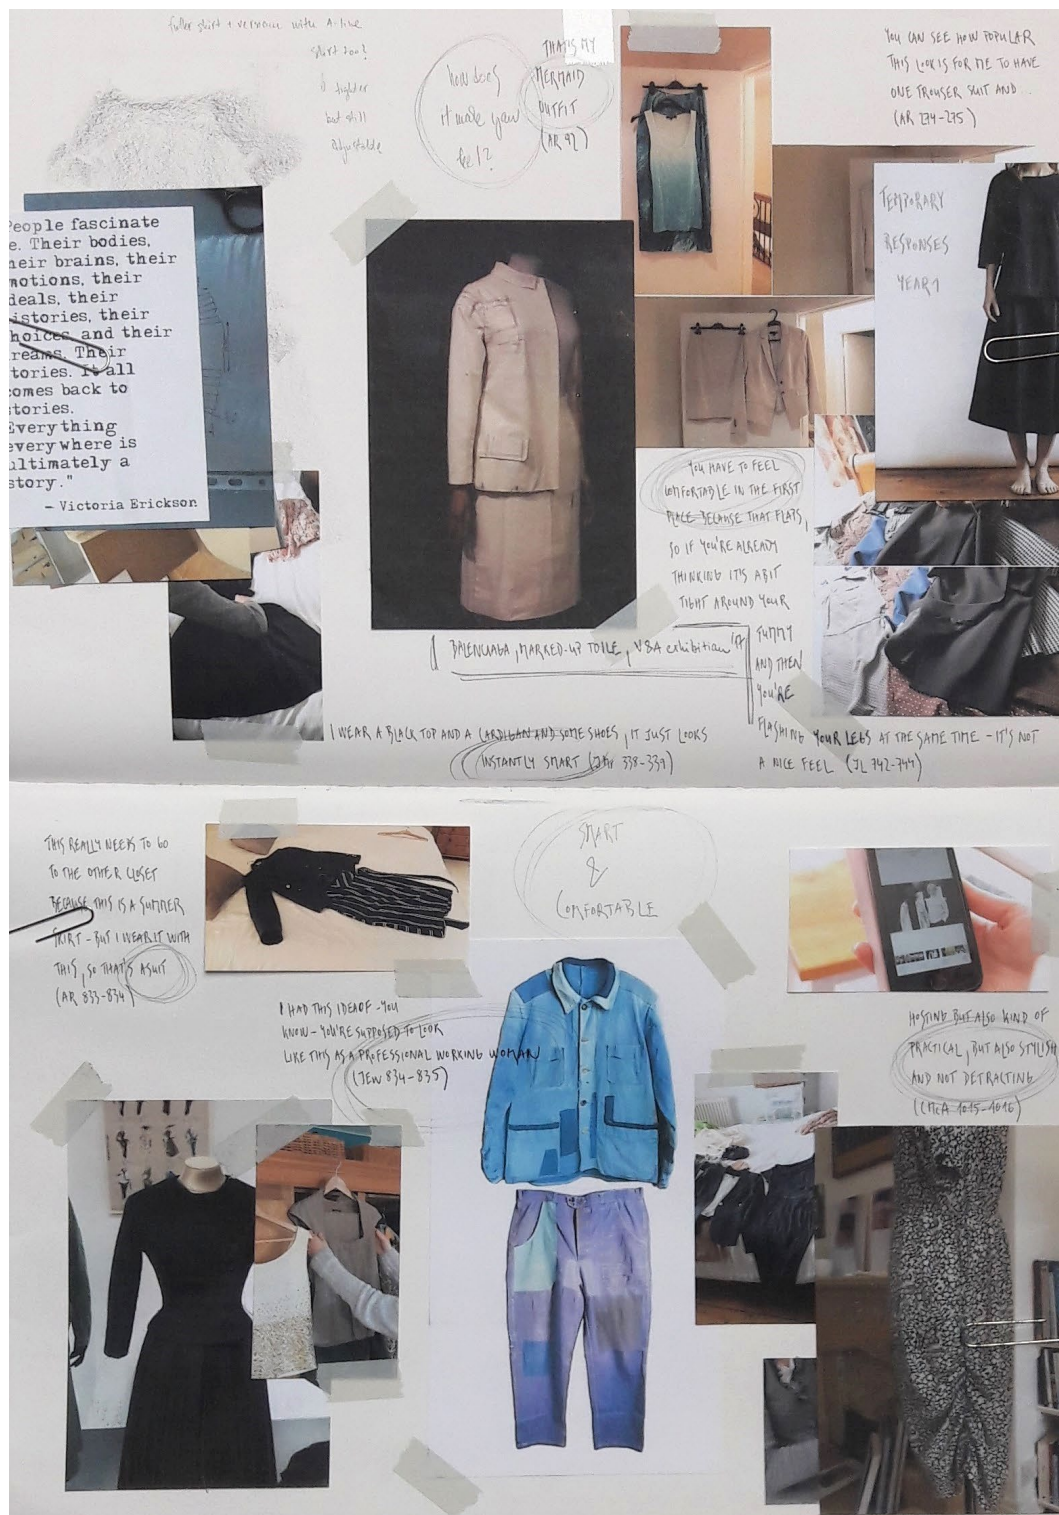 fuller skirt + version with A-line
skirt too?
tighter
but still
adjustable
how does
it make you
feel?
THAT'S MY
MERMAID
OUTFIT
(AR 92)
YOU CAN SEE HOW POPULAR
THIS LOOK IS FOR ME TO HAVE
ONE TROUSER SUIT AND...
(AR 274-275)
TEMPORARY
RESPONSES
YEAR 1
People fascinate
e. Their bodies,
heir brains, their
motions, their
deals, their
istories, their
hoices and their
reams. Their
tories. It all
comes back to
stories.
Everything
everywhere is
ultimately a
story."
– Victoria Erickson
YOU HAVE TO FEEL
COMFORTABLE IN THE FIRST
PLACE BECAUSE THAT FLAPS,
SO IF YOU'RE ALREADY
THINKING IT'S A BIT
TIGHT AROUND YOUR
TUMMY
AND THEN
YOU'RE
FLASHING YOUR LEGS AT THE SAME TIME - IT'S NOT
A NICE FEEL (JL 742-744)
BALENCIAGA, MARKED-UP TOILE, V&A exhibition '17
I WEAR A BLACK TOP AND A CARDIGAN AND SOME SHOES, IT JUST LOOKS
INSTANTLY SMART 338-339)
THIS REALLY NEEDS TO GO
TO THE OTHER CLOSET
BECAUSE THIS IS A SUMMER
SKIRT - BUT I WEAR IT WITH
THIS, SO THAT'S A SUIT
(AR 833-834)
SMART
&
COMFORTABLE
I HAD THIS IDEA OF - YOU
KNOW - YOU'RE SUPPOSED TO LOOK
LIKE THIS AS A PROFESSIONAL WORKING WOMAN
(JEW 834-835)
HOSTING BUT ALSO KIND OF
PRACTICAL, BUT ALSO STYLISH
AND NOT DETRACTING
(CMCA 1015-1016)